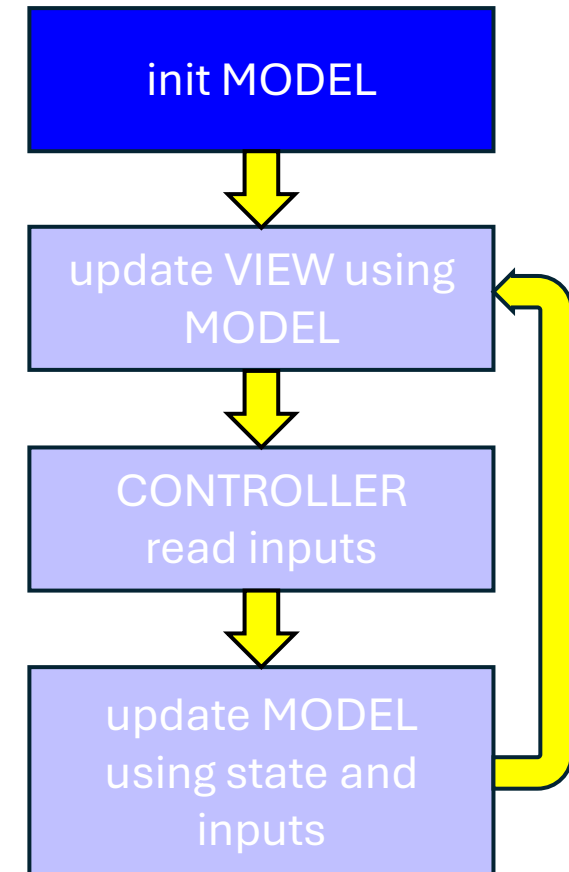 init MODEL
update VIEW using
MODEL
CONTROLLER
read inputs
update MODEL
using state and
inputs